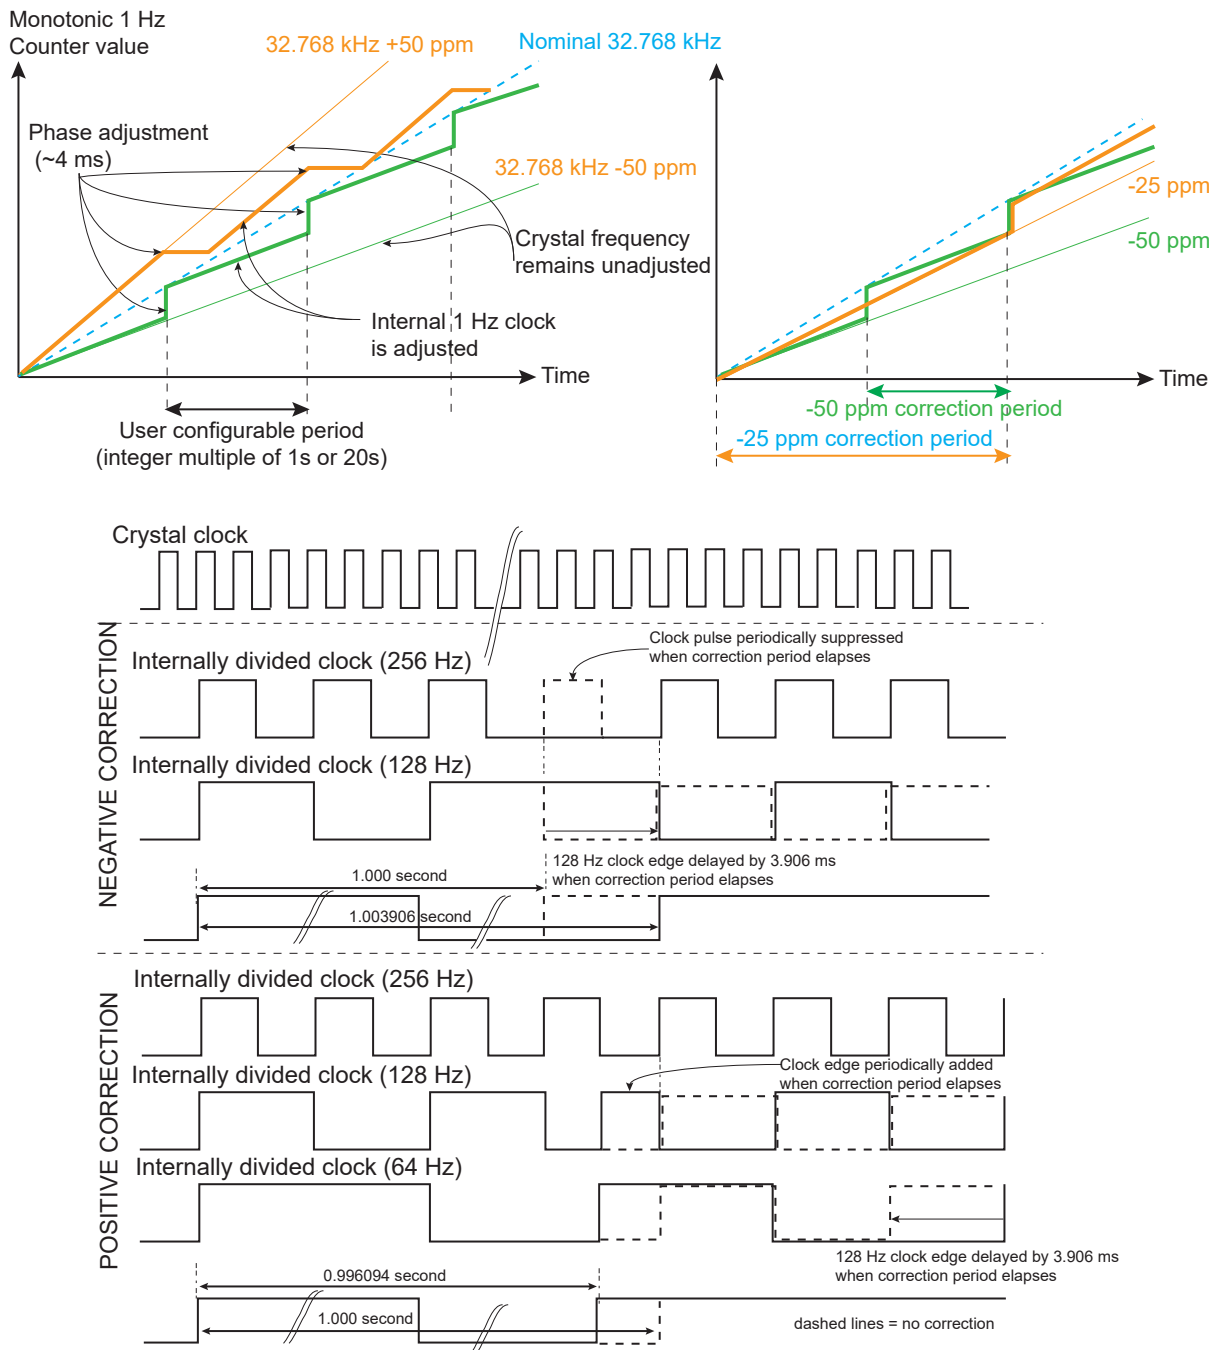 Monotonic 1 Hz
Counter value
32.768 kHz +50 ppm
Nominal 32.768 kHz
Phase adjustment
(~4 ms)
32.768 kHz -50 ppm
Crystal frequency
remains unadjusted
Internal 1 Hz clock
is adjusted
Time
User configurable period
(integer multiple of 1s or 20s)
-25 ppm
-50 ppm
Time
-50 ppm correction period
-25 ppm correction period
Crystal clock
NEGATIVE CORRECTION
Internally divided clock (256 Hz)
Clock pulse periodically suppressed
when correction period elapses
Internally divided clock (128 Hz)
128 Hz clock edge delayed by 3.906 ms
when correction period elapses
1.000 second
1.003906 second
POSITIVE CORRECTION
Internally divided clock (256 Hz)
Internally divided clock (128 Hz)
Clock edge periodically added
when correction period elapses
Internally divided clock (64 Hz)
128 Hz clock edge delayed by 3.906 ms
when correction period elapses
0.996094 second
1.000 second
dashed lines = no correction